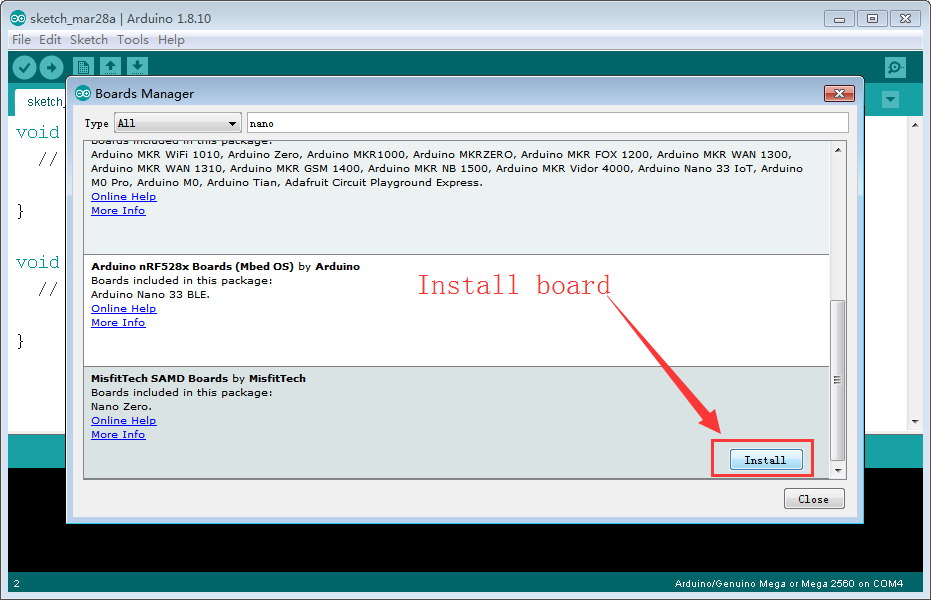 sketch_mar28a | Arduino 1.8.10
File Edit Sketch Tools Help
sketch_
void
//
}
void
//
}
Boards Manager
Type All nano
Boards included in this package:
Arduino MKR WiFi 1010, Arduino Zero, Arduino MKR1000, Arduino MKRZERO, Arduino MKR FOX 1200, Arduino MKR WAN 1300,
Arduino MKR WAN 1310, Arduino MKR GSM 1400, Arduino MKR NB 1500, Arduino MKR Vidor 4000, Arduino Nano 33 IoT, Arduino
M0 Pro, Arduino M0, Arduino Tian, Adafruit Circuit Playground Express.
Online Help
More Info
Arduino nRF528x Boards (Mbed OS) by Arduino
Boards included in this package:
Arduino Nano 33 BLE.
Online Help
More Info
Install board
MisfitTech SAMD Boards by MisfitTech
Boards included in this package:
Nano Zero.
Online Help
More Info
Install
Close
2 Arduino/Genuino Mega or Mega 2560 on COM4